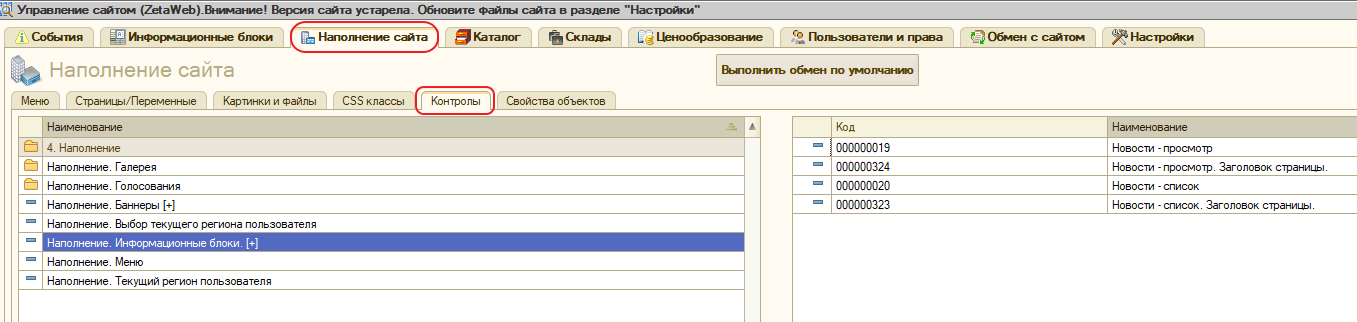 Управление сайтом (ZetaWeb).Внимание! Версия сайта устарела. Обновите файлы сайта в разделе "Настройки"
События Информационные блоки Наполнение сайта Каталог Склады Ценообразование Пользователи и права Обмен с сайтом Настройки
Наполнение сайта
Выполнить обмен по умолчанию
Меню Страницы/Переменные Картинки и файлы CSS классы Контролы Свойства объектов
Наименование
4. Наполнение
Наполнение. Галерея
Наполнение. Голосования
Наполнение. Баннеры [+]
Наполнение. Выбор текущего региона пользователя
Наполнение. Информационные блоки. [+]
Наполнение. Меню
Наполнение. Текущий регион пользователя
Код Наименование
000000019 Новости - просмотр
000000324 Новости - просмотр. Заголовок страницы.
000000020 Новости - список
000000323 Новости - список. Заголовок страницы.